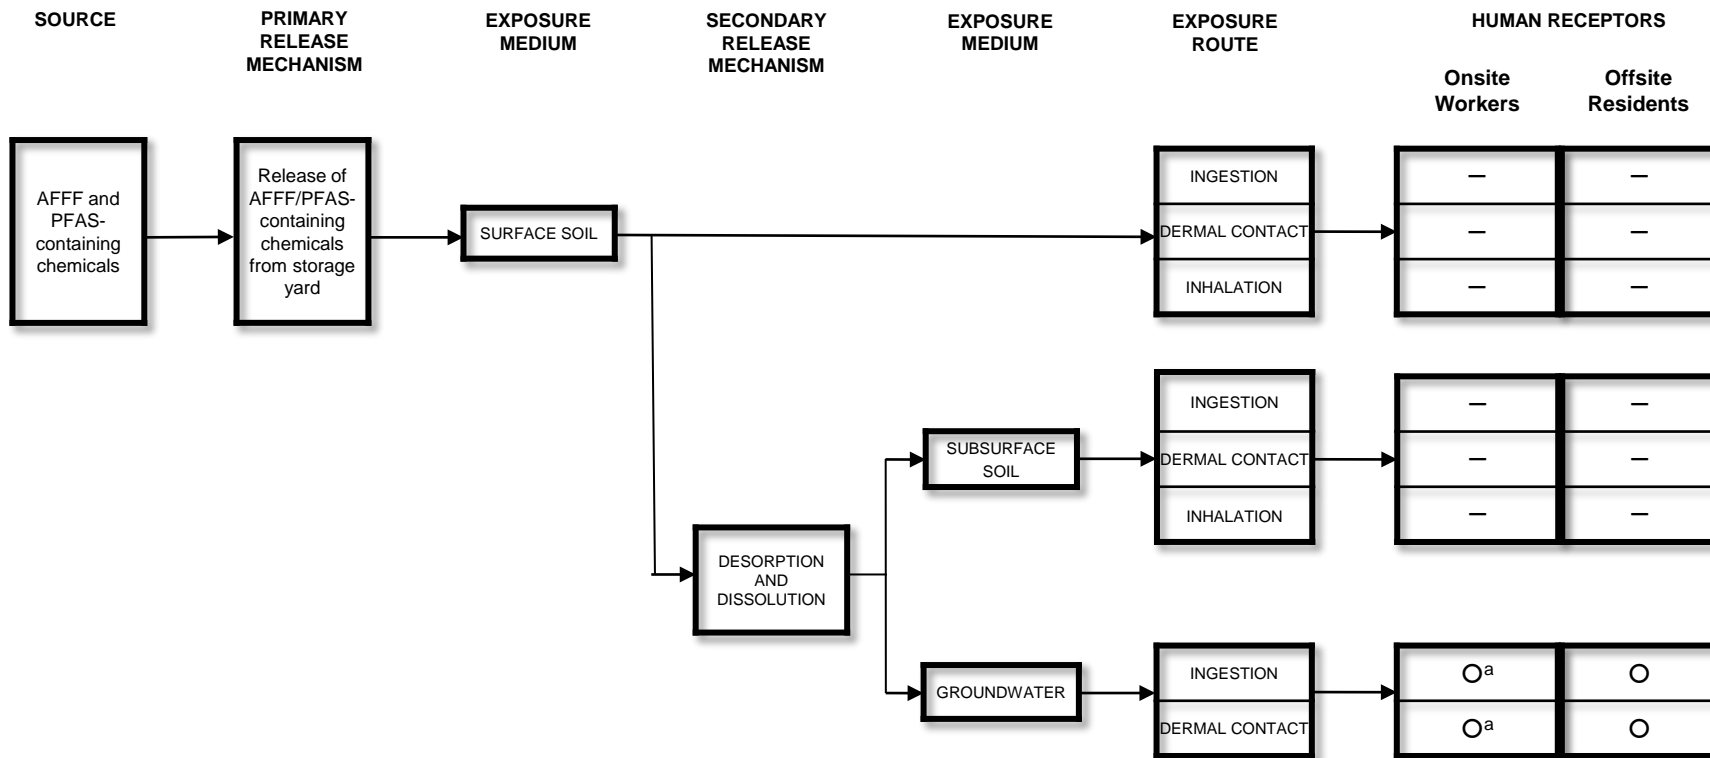 SOURCE
PRIMARY
RELEASE
MECHANISM
EXPOSURE
MEDIUM
SECONDARY
RELEASE
MECHANISM
EXPOSURE
MEDIUM
EXPOSURE
ROUTE
HUMAN RECEPTORS
Onsite
Workers
Offsite
Residents
AFFF and
PFAS-
containing
chemicals
Release of
AFFF/PFAS-
containing
chemicals
from storage
yard
SURFACE SOIL
INGESTION
– –
DERMAL CONTACT
– –
INHALATION
– –
SUBSURFACE
SOIL
INGESTION
– –
DERMAL CONTACT
– –
INHALATION
– –
DESORPTION
AND
DISSOLUTION
GROUNDWATER
INGESTION
O a O
DERMAL CONTACT
O a O